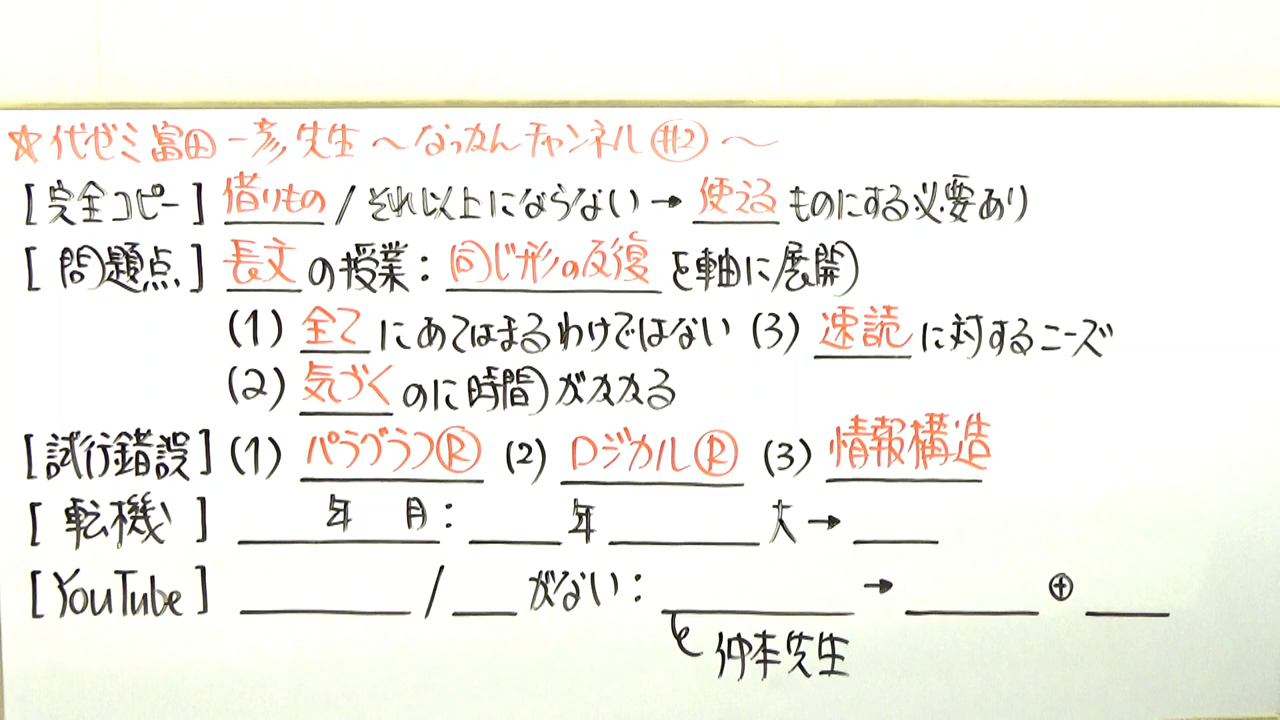 ☆代ゼミ富田一彦先生 ～なっかんチャンネル#2～
[完全コピー] 借りもの / それ以上にならない → 使える ものにする必要あり
[問題点] 長文の授業：同じ形の反復を軸に展開
(1) 全てにあてはまるわけではない (3) 速読に対するニーズ
(2) 気づくのに時間がかかる
[試行錯誤] (1) パラグラフⓇ (2) ロジカルⓇ (3) 情報構造
[転機] 年 月： 年 大→
[YouTube] / がない： → ⊕
仲本先生